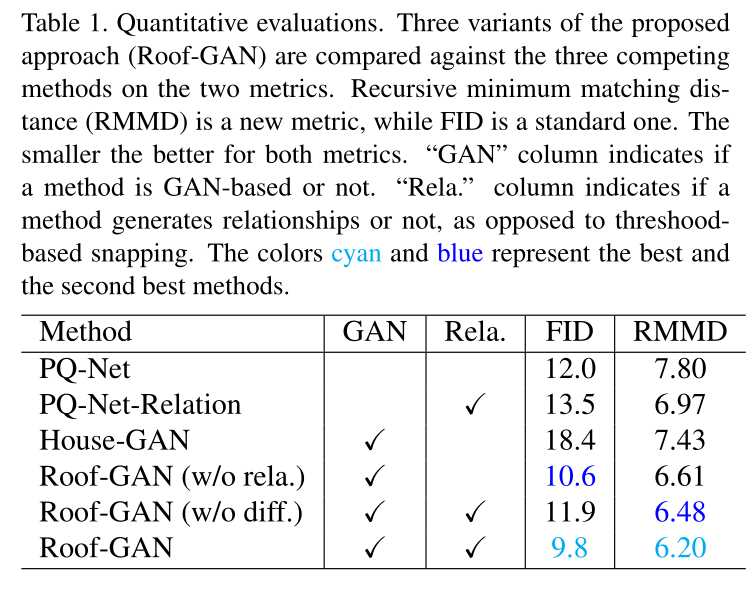 Table 1. Quantitative evaluations. Three variants of the proposed
approach (Roof-GAN) are compared against the three competing
methods on the two metrics. Recursive minimum matching dis-
tance (RMMD) is a new metric, while FID is a standard one. The
smaller the better for both metrics. “GAN” column indicates if
a method is GAN-based or not. “Rela.” column indicates if a
method generates relationships or not, as opposed to threshood-
based snapping. The colors cyan and blue represent the best and
the second best methods.
Method GAN Rela. FID RMMD
PQ-Net 12.0 7.80
PQ-Net-Relation ✓ 13.5 6.97
House-GAN ✓ 18.4 7.43
Roof-GAN (w/o rela.) ✓ 10.6 6.61
Roof-GAN (w/o diff.) ✓ ✓ 11.9 6.48
Roof-GAN ✓ ✓ 9.8 6.20